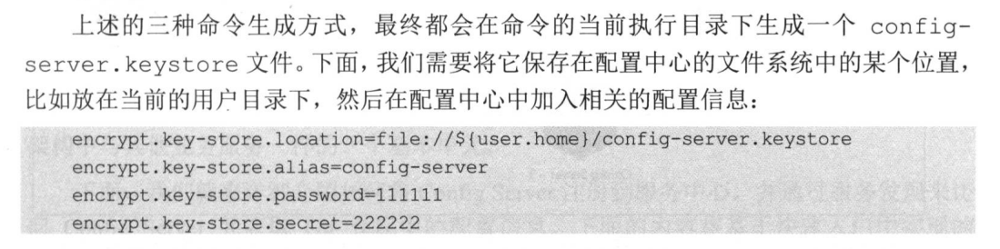 上述的三种命令生成方式，最终都会在命令的当前执行目录下生成一个 config-
server.keystore 文件。下面，我们需要将它保存在配置中心的文件系统中的某个位置，
比如放在当前的用户目录下，然后在配置中心中加入相关的配置信息：
encrypt.key-store.location=file://${user.home}/config-server.keystore
encrypt.key-store.alias=config-server
encrypt.key-store.password=111111
encrypt.key-store.secret=222222